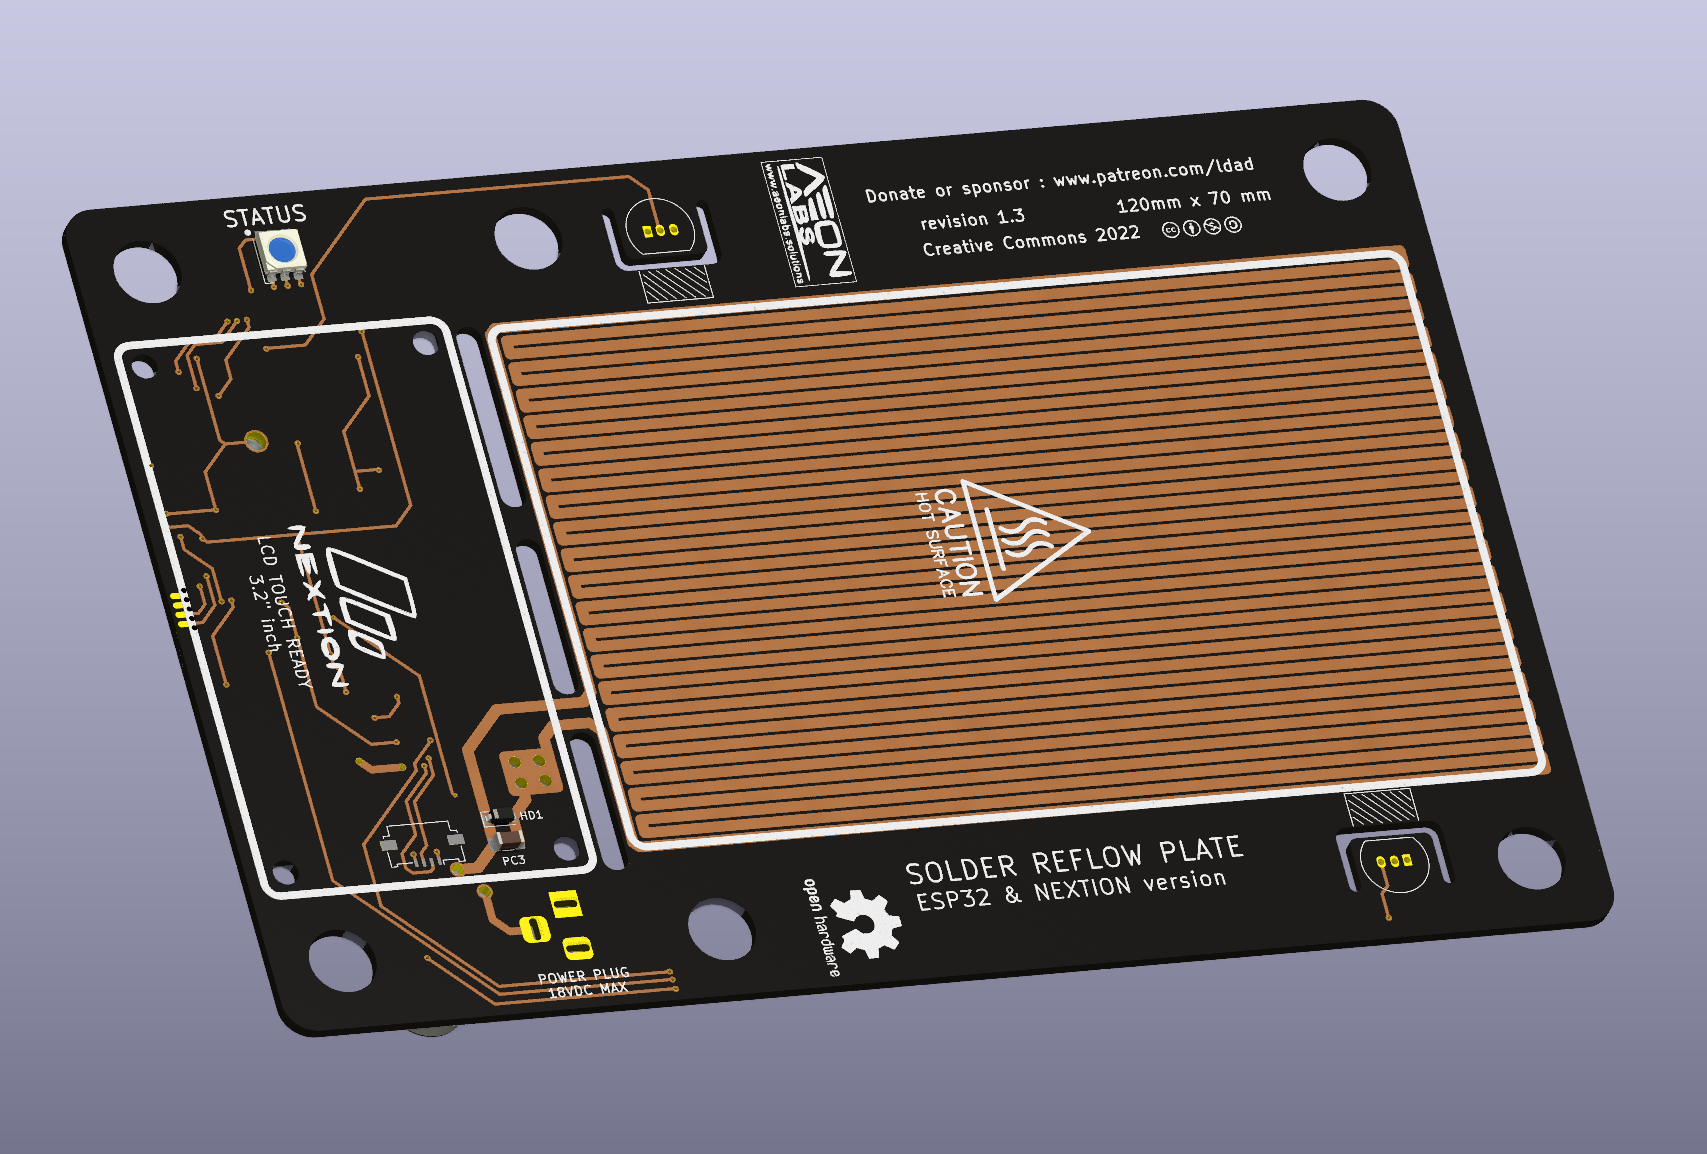 STATUS
AEON
LABS
www.aeonlabs.solutions
Donate or sponsor : www.patreon.com/ldad
revision 1.3
120mm x 70 mm
Creative Commons 2022
cc
CAUTION
HOT SURFACE
NEXTION
LCD TOUCH READY
3.2" inch
HD1
PC3
POWER PLUG
18VDC MAX
open hardware
SOLDER REFLOW PLATE
ESP32 & NEXTION version